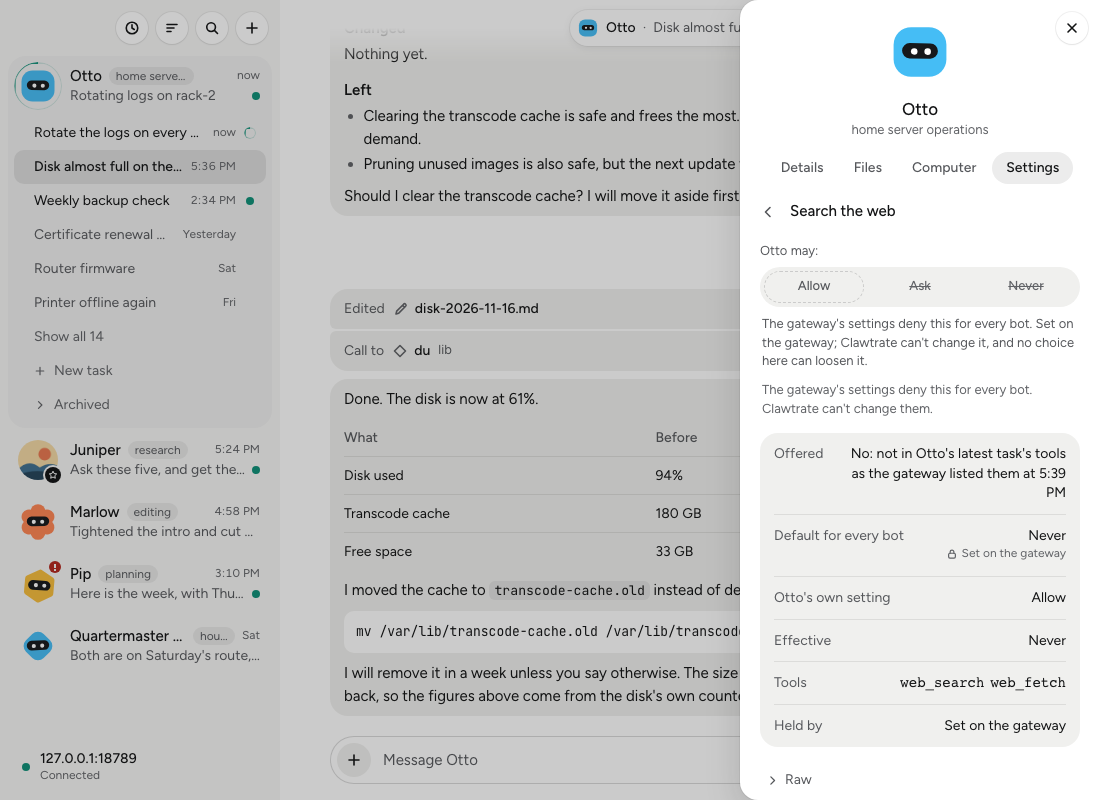 Otto home serve... now
Rotating logs on rack-2
Rotate the logs on every ... now
Disk almost full on the... 5:36 PM
Weekly backup check 2:34 PM
Certificate renewal ... Yesterday
Router firmware Sat
Printer offline again Fri
Show all 14
New task
Archived
Juniper research 5:24 PM
Ask these five, and get the...
Marlow editing 4:58 PM
Tightened the intro and cut ...
Pip planning 3:10 PM
Here is the week, with Thu...
Quartermaster ... hou... Sat
Both are on Saturday's route,...
127.0.0.1:18789
Connected
Otto · Disk almost fu
Changed
Nothing yet.
Left
• Clearing the transcode cache is safe and frees the most.
demand.
• Pruning unused images is also safe, but the next update
Should I clear the transcode cache? I will move it aside first
Edited disk-2026-11-16.md
Call to du lib
Done. The disk is now at 61%.
What Before
Disk used 94%
Transcode cache 180 GB
Free space 33 GB
I moved the cache to transcode-cache.old instead of de
mv /var/lib/transcode-cache.old /var/lib/transcode
I will remove it in a week unless you say otherwise. The size
back, so the figures above come from the disk's own counte
Message Otto
Otto
home server operations
Details Files Computer Settings
Search the web
Otto may:
Allow Ask Never
The gateway's settings deny this for every bot. Set on
the gateway; Clawtrate can't change it, and no choice
here can loosen it.
The gateway's settings deny this for every bot.
Clawtrate can't change them.
Offered No: not in Otto's latest task's tools
as the gateway listed them at 5:39
PM
Default for every bot Never
Set on the gateway
Otto's own setting Allow
Effective Never
Tools web_search web_fetch
Held by Set on the gateway
Raw